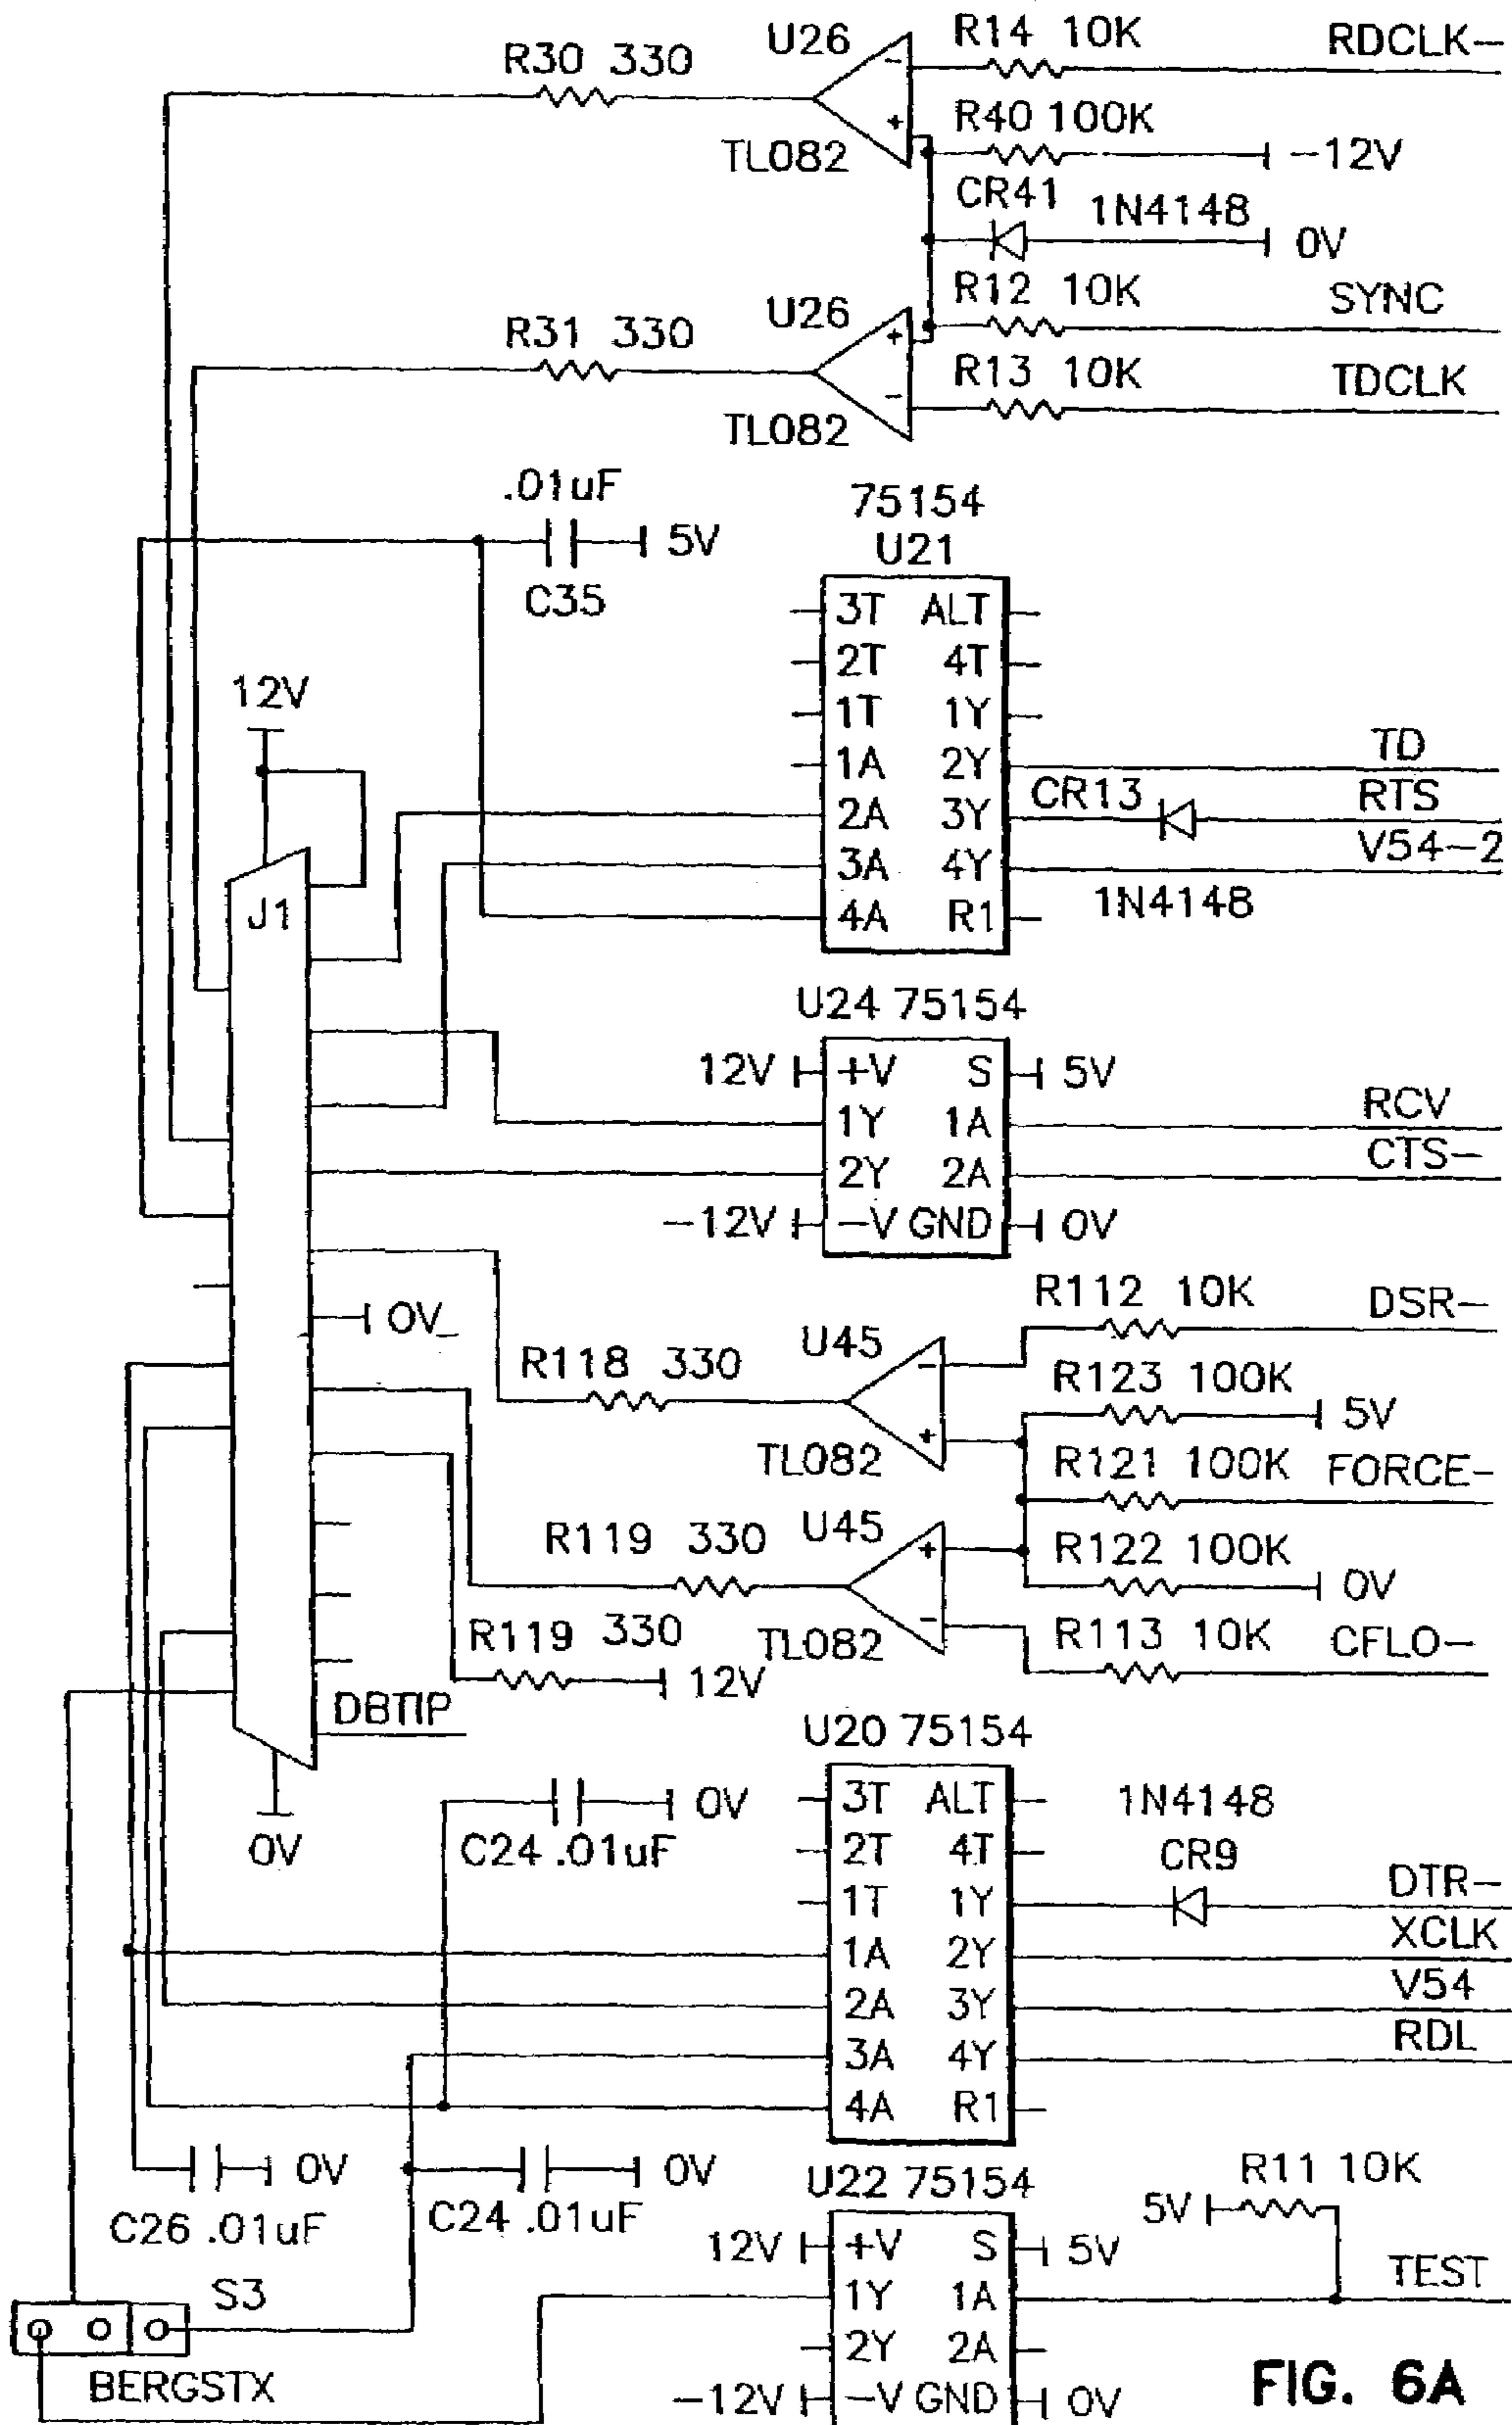 U26 R14 10K RDCLK-
R30 330
-
+ R40 100K
TL082 -12V
CR41 1N4148
0V
U26 R12 10K SYNC
R31 330
+
R13 10K TDCLK
-
TL082
.01uF 75154
5V U21
C35
3T ALT
2T 4T
12V
1T 1Y
1A 2Y TD
2A 3Y CR13 RTS
3A 4Y V54-2
J1 4A R1 1N4148
U24 75154
12V +V S 5V
1Y 1A RCV
2Y 2A CTS-
-12V -V GND 0V
R112 10K DSR-
0V
U45
R118 330 -
R123 100K
5V
+
TL082 R121 100K FORCE-
R119 330 U45
+ R122 100K
0V
R119 330 -
TL082 R113 10K CFLO-
12V
DBTIP
U20 75154
3T ALT 1N4148
0V
C24 .01uF 2T 4T CR9
0V
1T 1Y DTR-
1A 2Y XCLK
2A 3Y V54
3A 4Y RDL
4A R1
0V 0V
C26 .01uF C24 .01uF
U22 75154 R11 10K
5V
12V +V S 5V
S3 1Y 1A TEST
2Y 2A
BERGSTX
-12V -V GND 0V
FIG. 6A